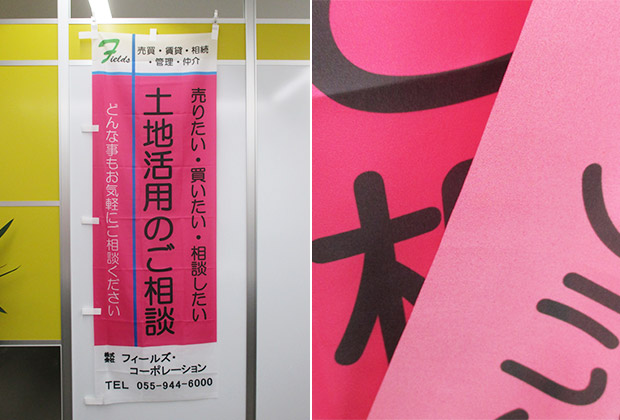 Fields
売買・賃貸・相続
・管理・仲介
売りたい・買いたい・相談したい
土地活用のご相談
どんな事もお気軽にご相談ください
株式会社 フィールズ・
コーポレーション
TEL 055-944-6000
相